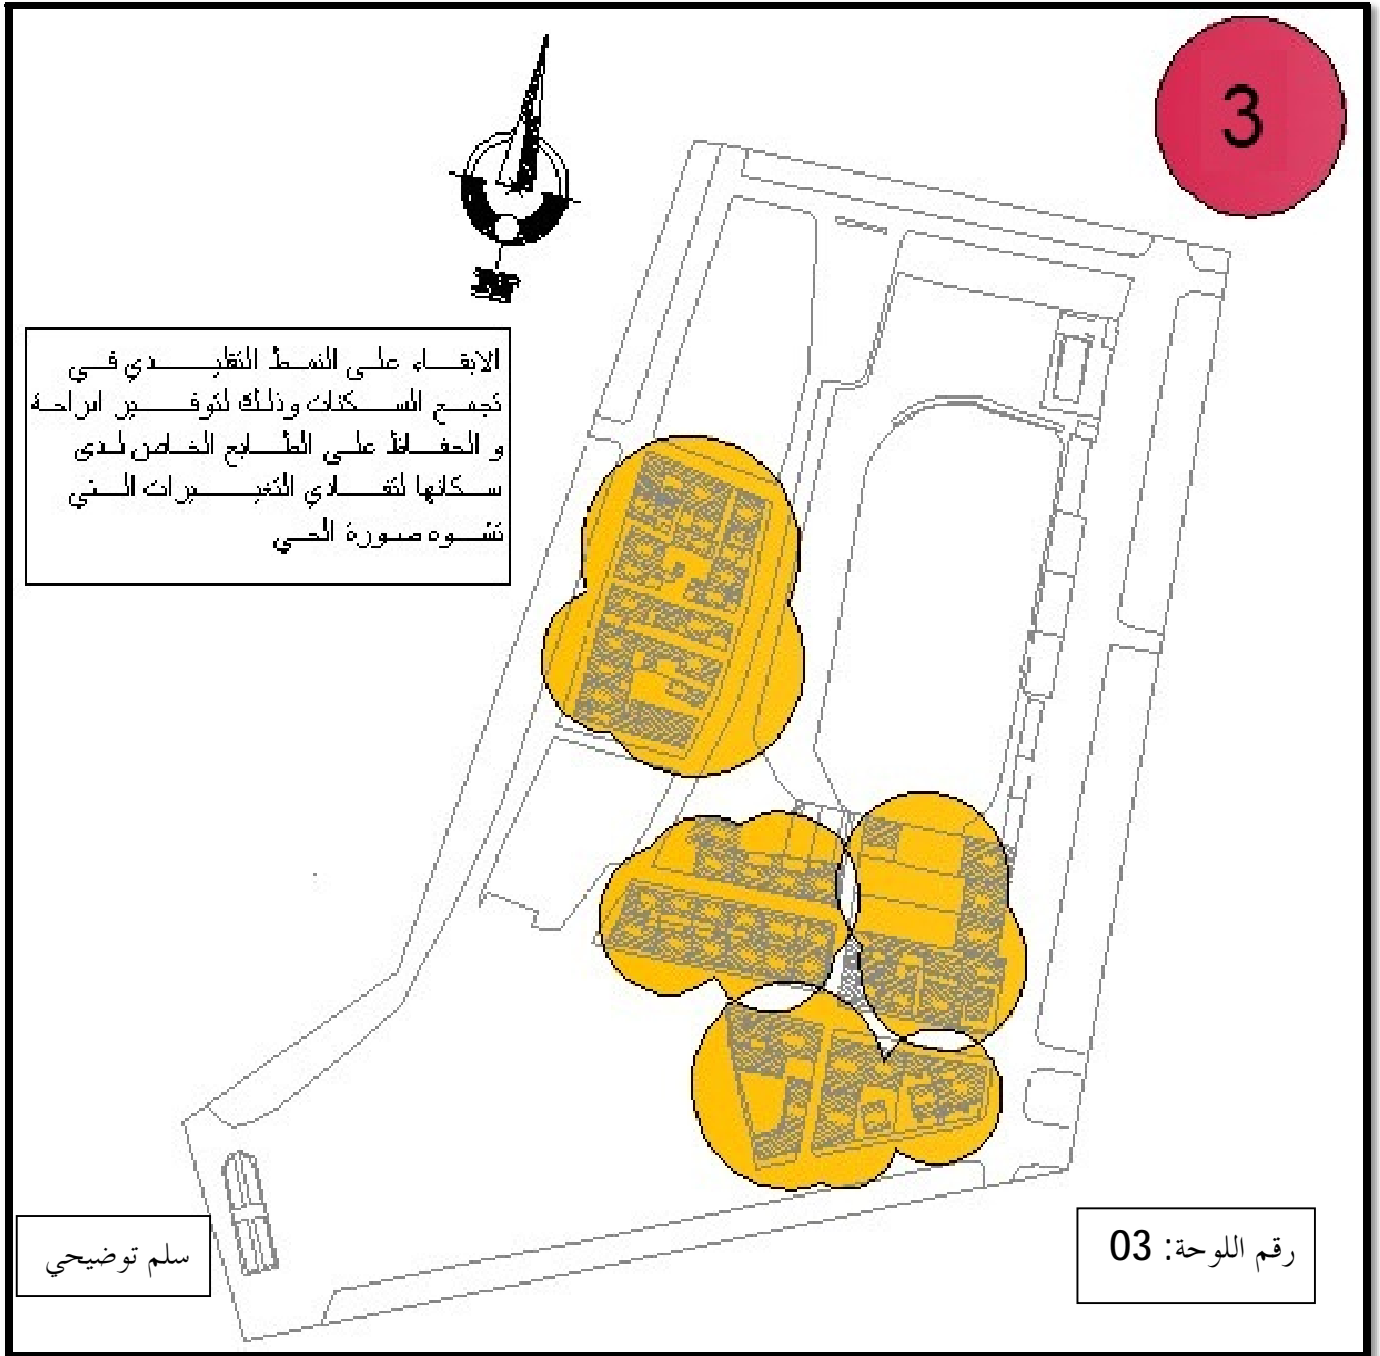 3
الابقاء على النمط التقليدي في
تجمع السكنات وذلك لتوفير الراحة
و الحفاظ على الطابع الخاص لدى
سكانها لتفادي التغييرات التي
تشوه صورة الحي
سلم توضيحي
رقم اللوحة: 03